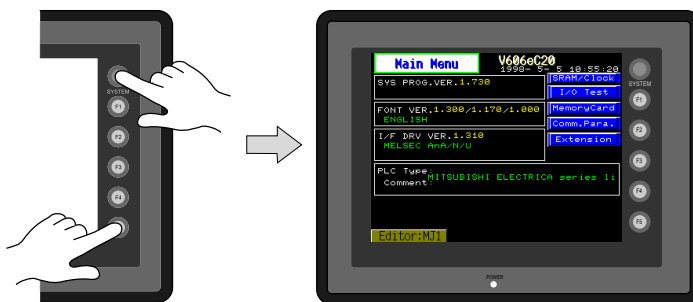 SYSTEM
F1
F2
F3
F4
Main Menu
V606eC20
1998- 5- 5 10:55:20
SYS PROG.VER.1.730
SRAM/Clock
I/O Test
FONT VER.1.300/1.170/1.000
ENGLISH
MemoryCard
Comm.Para.
I/F DRV VER.1.310
MELSEC AnA/N/U
Extension
PLC Type:
MITSUBISHI ELECTRICA series li
Comment:
Editor:MJ1
SYSTEM
F1
F2
F3
F4
F5
POWER